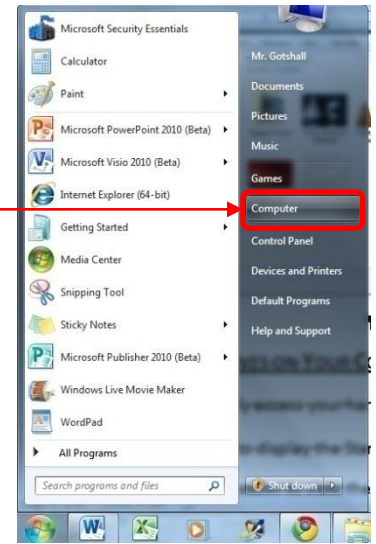 Microsoft Security Essentials
Calculator
Paint
Microsoft PowerPoint 2010 (Beta)
Microsoft Visio 2010 (Beta)
Internet Explorer (64-bit)
Getting Started
Media Center
Snipping Tool
Sticky Notes
Microsoft Publisher 2010 (Beta)
Windows Live Movie Maker
WordPad
All Programs
Search programs and files
Mr. Gotshall
Documents
Pictures
Music
Games
Computer
Control Panel
Devices and Printers
Default Programs
Help and Support
Shut down